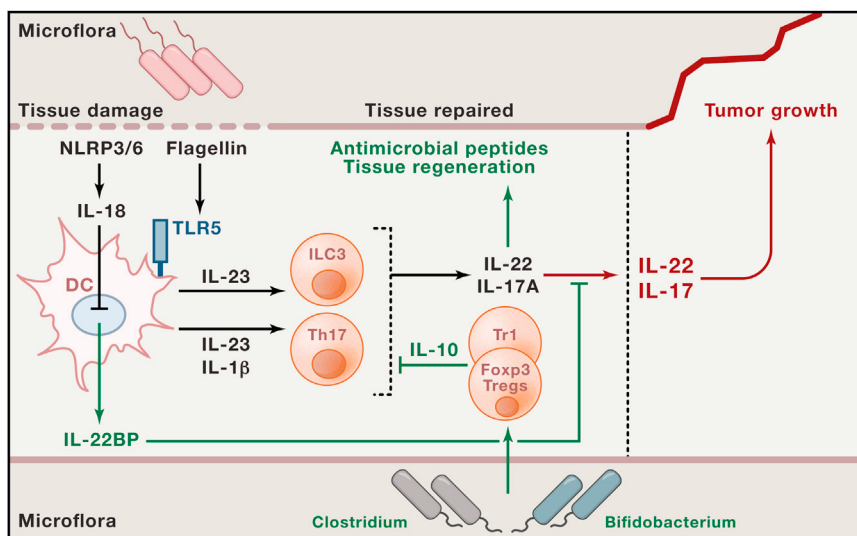 Microflora
Tissue damage
Tissue repaired
Tumor growth
NLRP3/6
Flagellin
Antimicrobial peptides
Tissue regeneration
IL-18
TLR5
DC
IL-23
ILC3
IL-22
IL-17A
IL-22
IL-17
IL-23
IL-1β
Th17
IL-10
Tr1
Foxp3
Tregs
IL-22BP
Microflora
Clostridium
Bifidobacterium